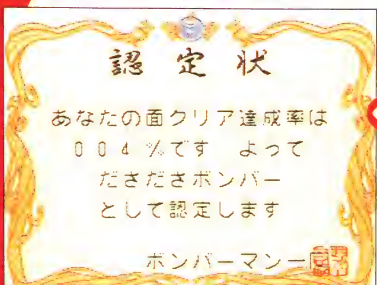 認定状
あなたの面クリア達成率は
004%です よって
ださださボンバー
として認定します
ボンバーマン一同